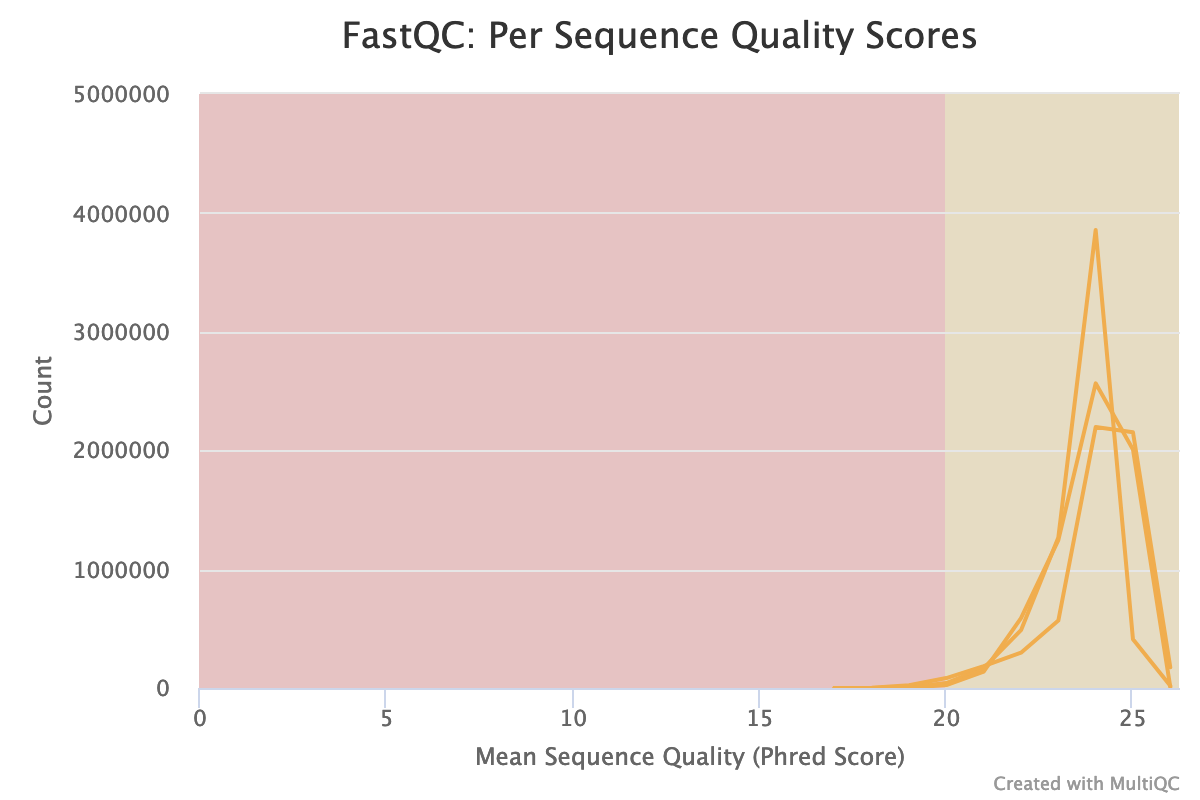 FastQC: Per Sequence Quality Scores
5000000
4000000
3000000
2000000
1000000
0
Count
0 5 10 15 20 25
Mean Sequence Quality (Phred Score)
Created with MultiQC